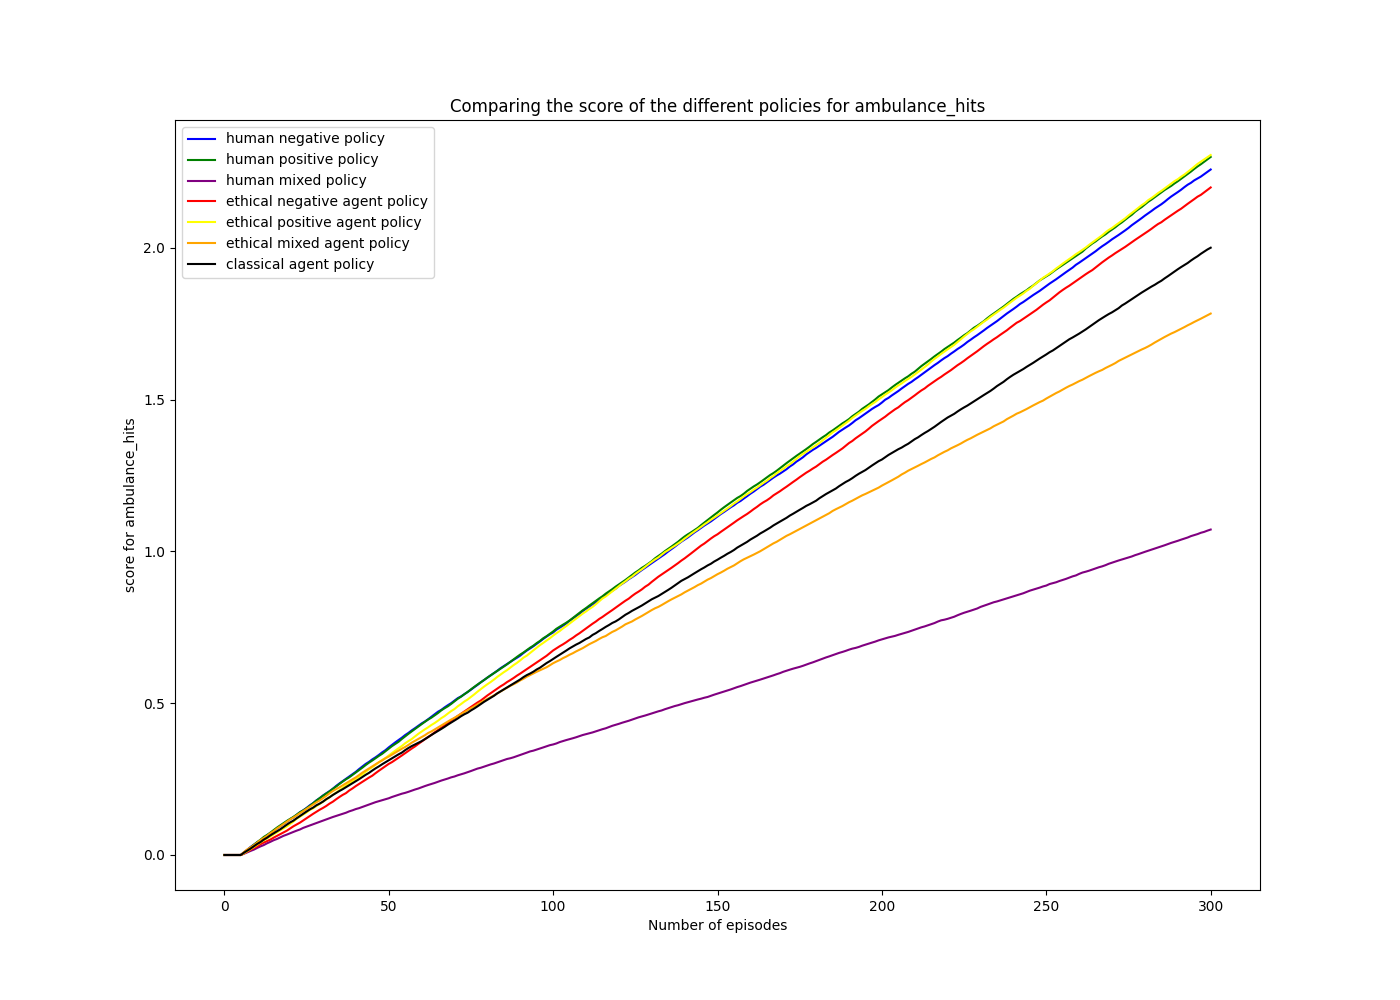 Comparing the score of the different policies for ambulance_hits
human negative policy
human positive policy
human mixed policy
ethical negative agent policy
ethical positive agent policy
ethical mixed agent policy
classical agent policy
2.0
1.5
1.0
0.5
0.0
score for ambulance_hits
0 50 100 150 200 250 300
Number of episodes